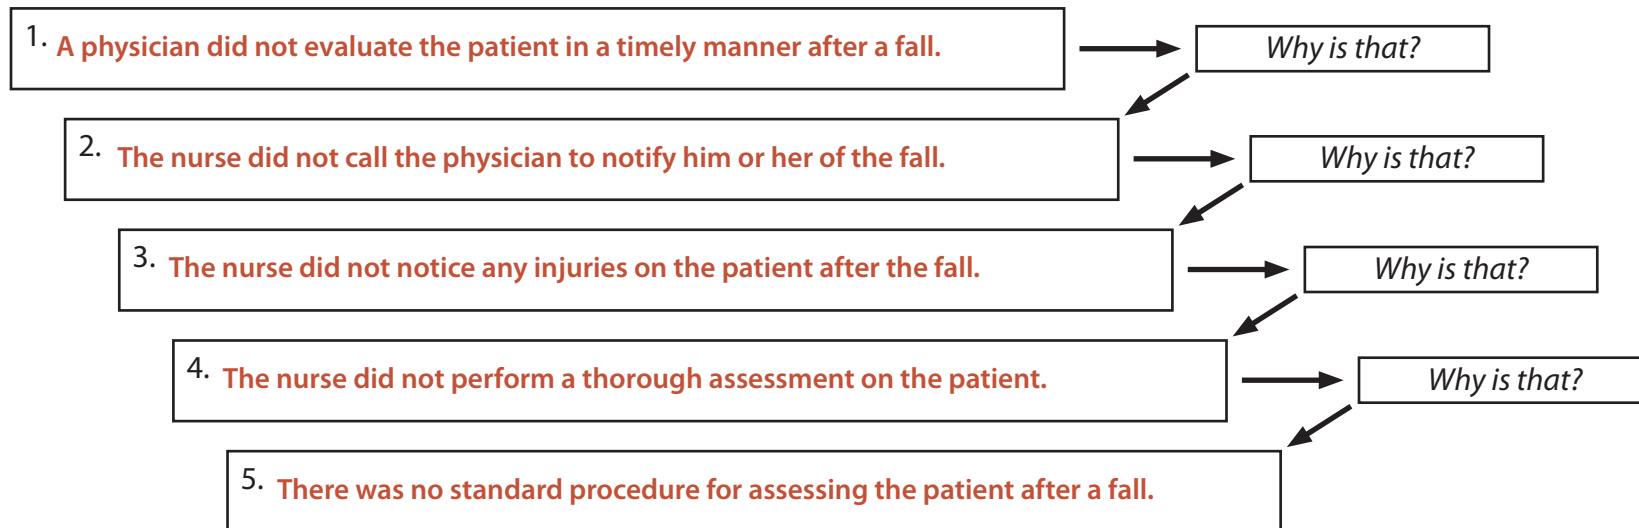 1. A physician did not evaluate the patient in a timely manner after a fall.
Why is that?
2. The nurse did not call the physician to notify him or her of the fall.
Why is that?
3. The nurse did not notice any injuries on the patient after the fall.
Why is that?
4. The nurse did not perform a thorough assessment on the patient.
Why is that?
5. There was no standard procedure for assessing the patient after a fall.